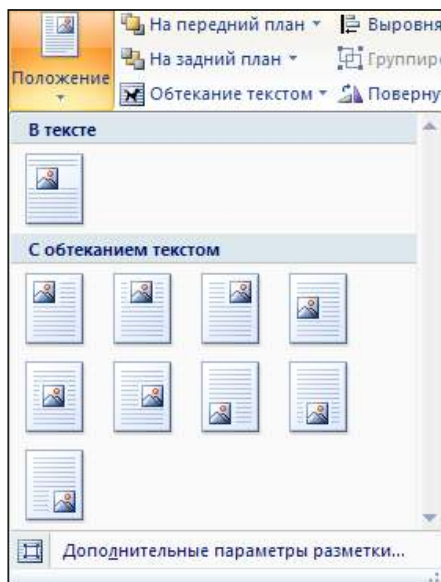 На передний план
Выровня
На задний план
Группиро
Положение
Обтекание текстом
Поверну
В тексте
С обтеканием текстом
Дополнительные параметры разметки...